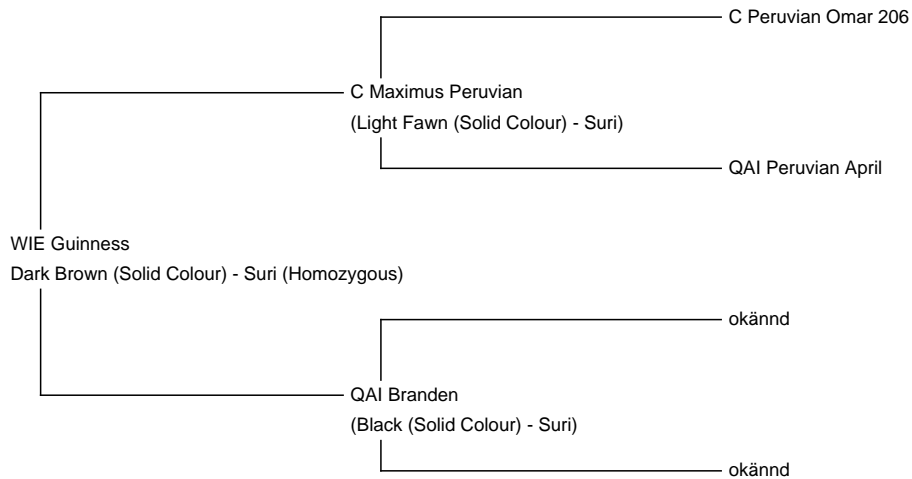 C Peruvian Omar 206
C Maximus Peruvian
(Light Fawn (Solid Colour) - Suri)
QAI Peruvian April
WIE Guinness
Dark Brown (Solid Colour) - Suri (Homozygous)
okännd
QAI Branden
(Black (Solid Colour) - Suri)
okännd